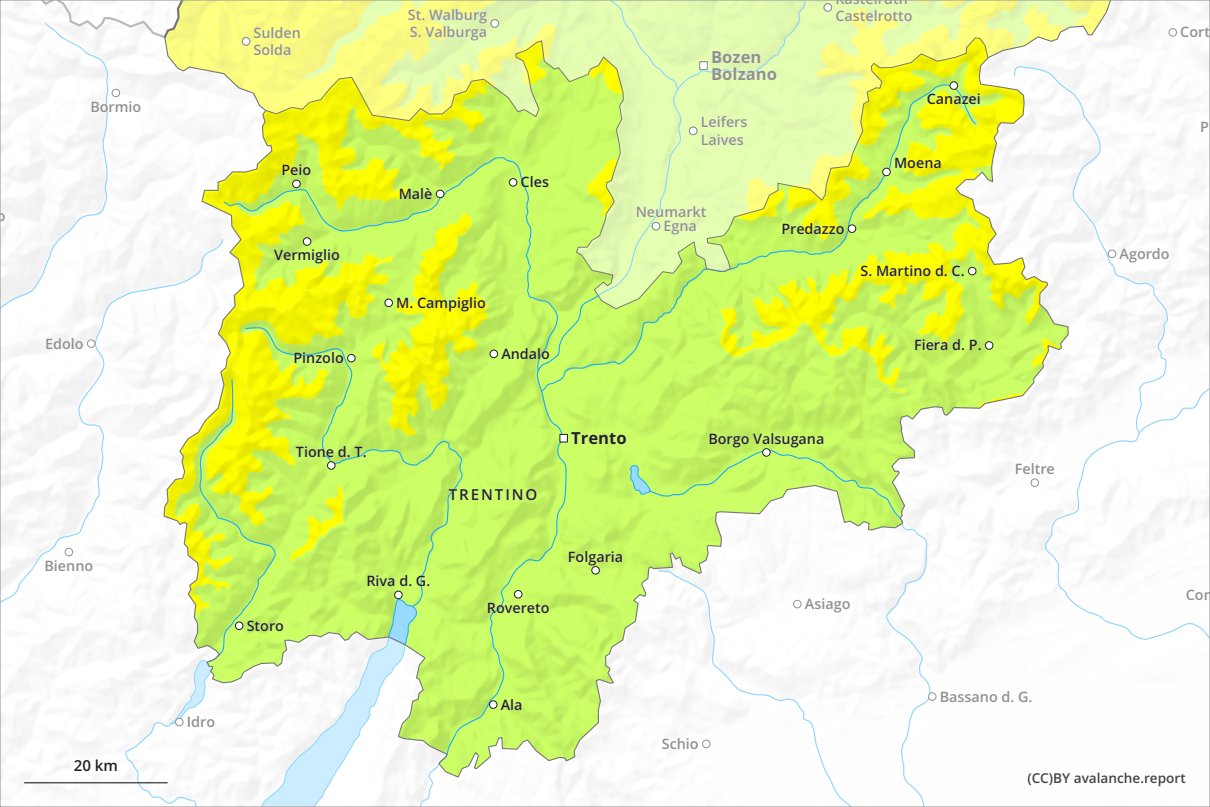 St. Walburg
S. Valburga
Kastelruth
Castelrotto
Sulden
Solda
Cort
Bozen
Bolzano
Bormio
Canazei
Leifers
Laives
P
Moena
Peio
Malè
Cles
Neumarkt
Egna
Predazzo
Vermiglio
Agordo
S. Martino d. C.
M. Campiglio
Edolo
Pinzolo
Andalo
Fiera d. P.
Trento
Borgo Valsugana
Tione d. T.
Feltre
TRENTINO
Bienno
Folgaria
Riva d. G.
Cor
Rovereto
Asiago
Storo
Bassano d. G.
Ala
Idro
Schio
20 km
(CC)BY avalanche.report